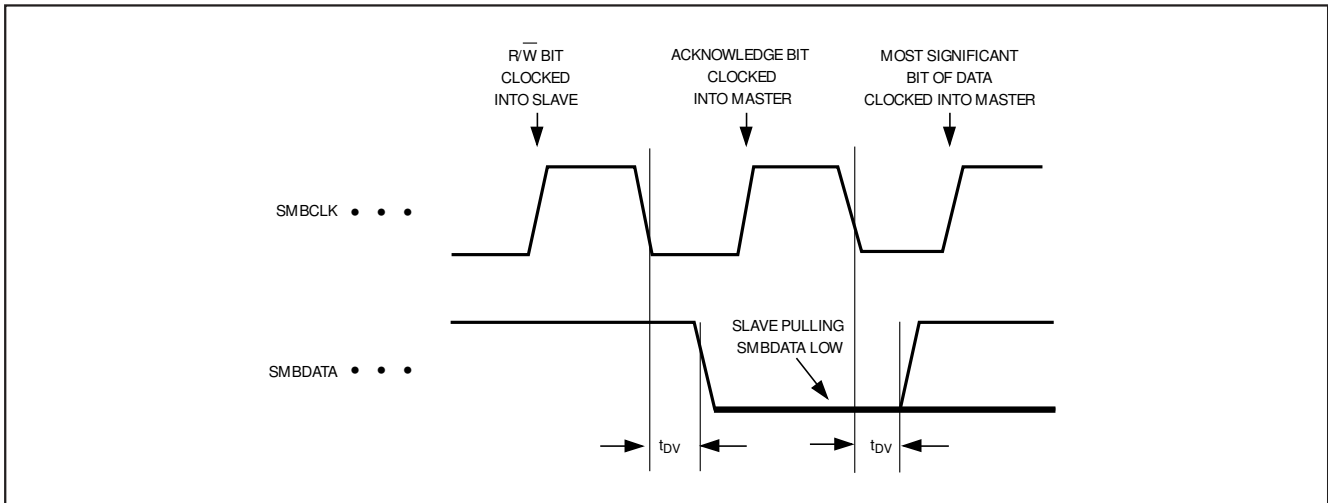 R/W̅ BIT
CLOCKED
INTO SLAVE
ACKNOWLEDGE BIT
CLOCKED
INTO MASTER
MOST SIGNIFICANT
BIT OF DATA
CLOCKED INTO MASTER
SMBCLK • • •
SLAVE PULLING
SMBDATA LOW
SMBDATA • • •
tDV
tDV